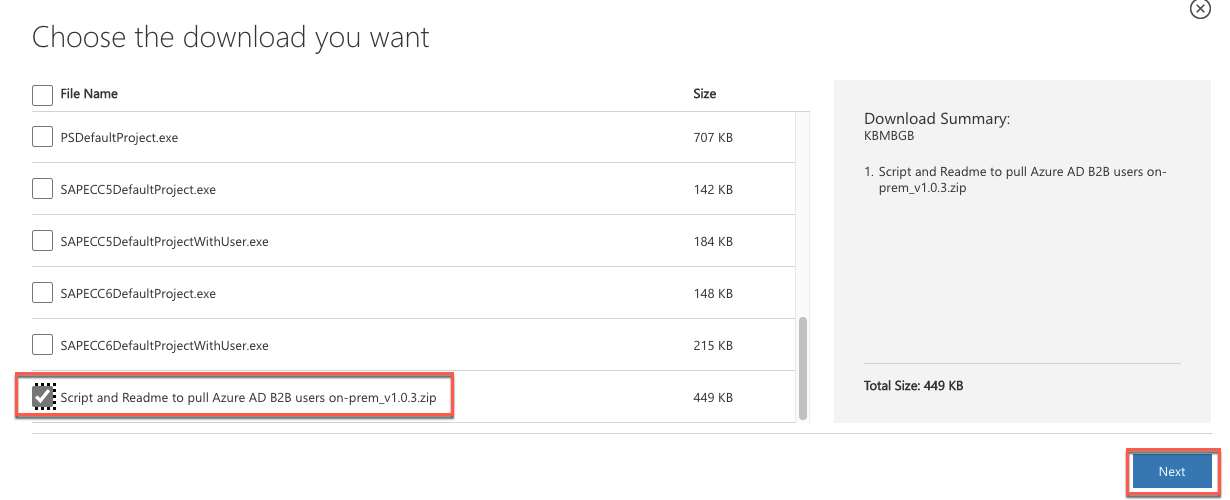 Choose the download you want
File Name Size
PSDefaultProject.exe 707 KB
SAPECC5DefaultProject.exe 142 KB
SAPECC5DefaultProjectWithUser.exe 184 KB
SAPECC6DefaultProject.exe 148 KB
SAPECC6DefaultProjectWithUser.exe 215 KB
Script and Readme to pull Azure AD B2B users on-prem_v1.0.3.zip 449 KB
Download Summary:
KBMBGB
1. Script and Readme to pull Azure AD B2B users on-
prem_v1.0.3.zip
Total Size: 449 KB
Next